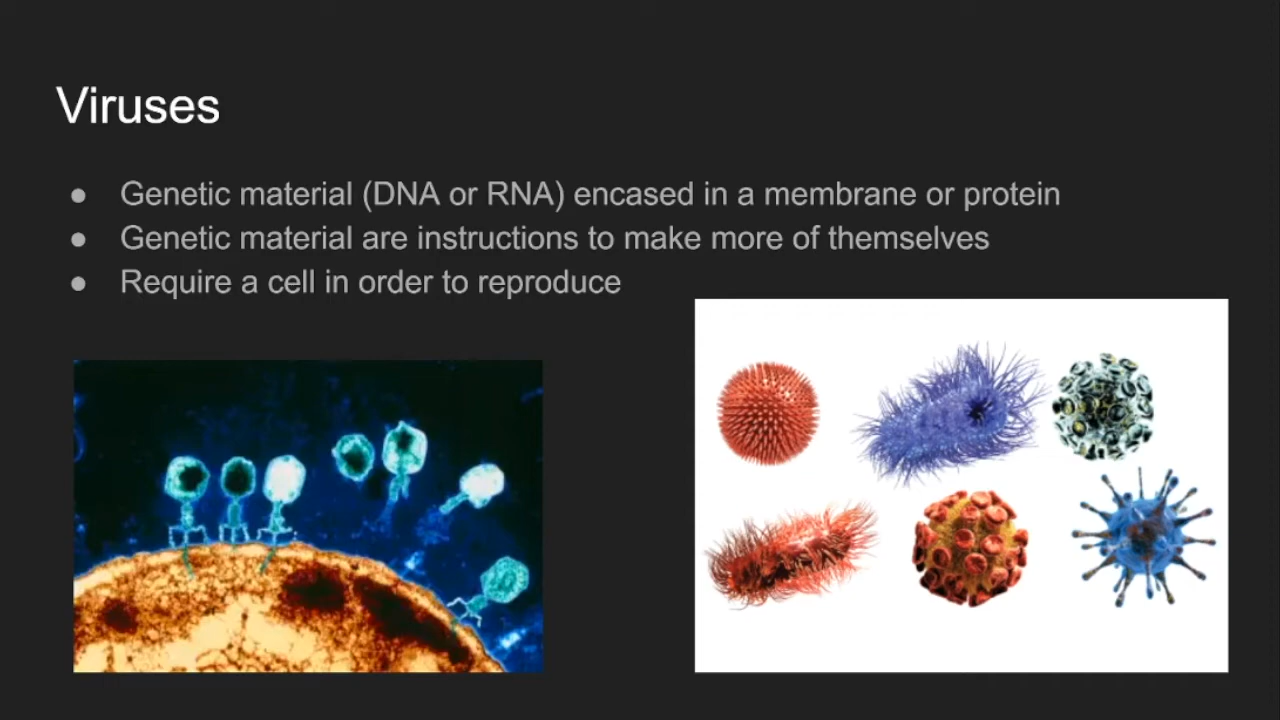 Viruses
● Genetic material (DNA or RNA) encased in a membrane or protein
● Genetic material are instructions to make more of themselves
● Require a cell in order to reproduce